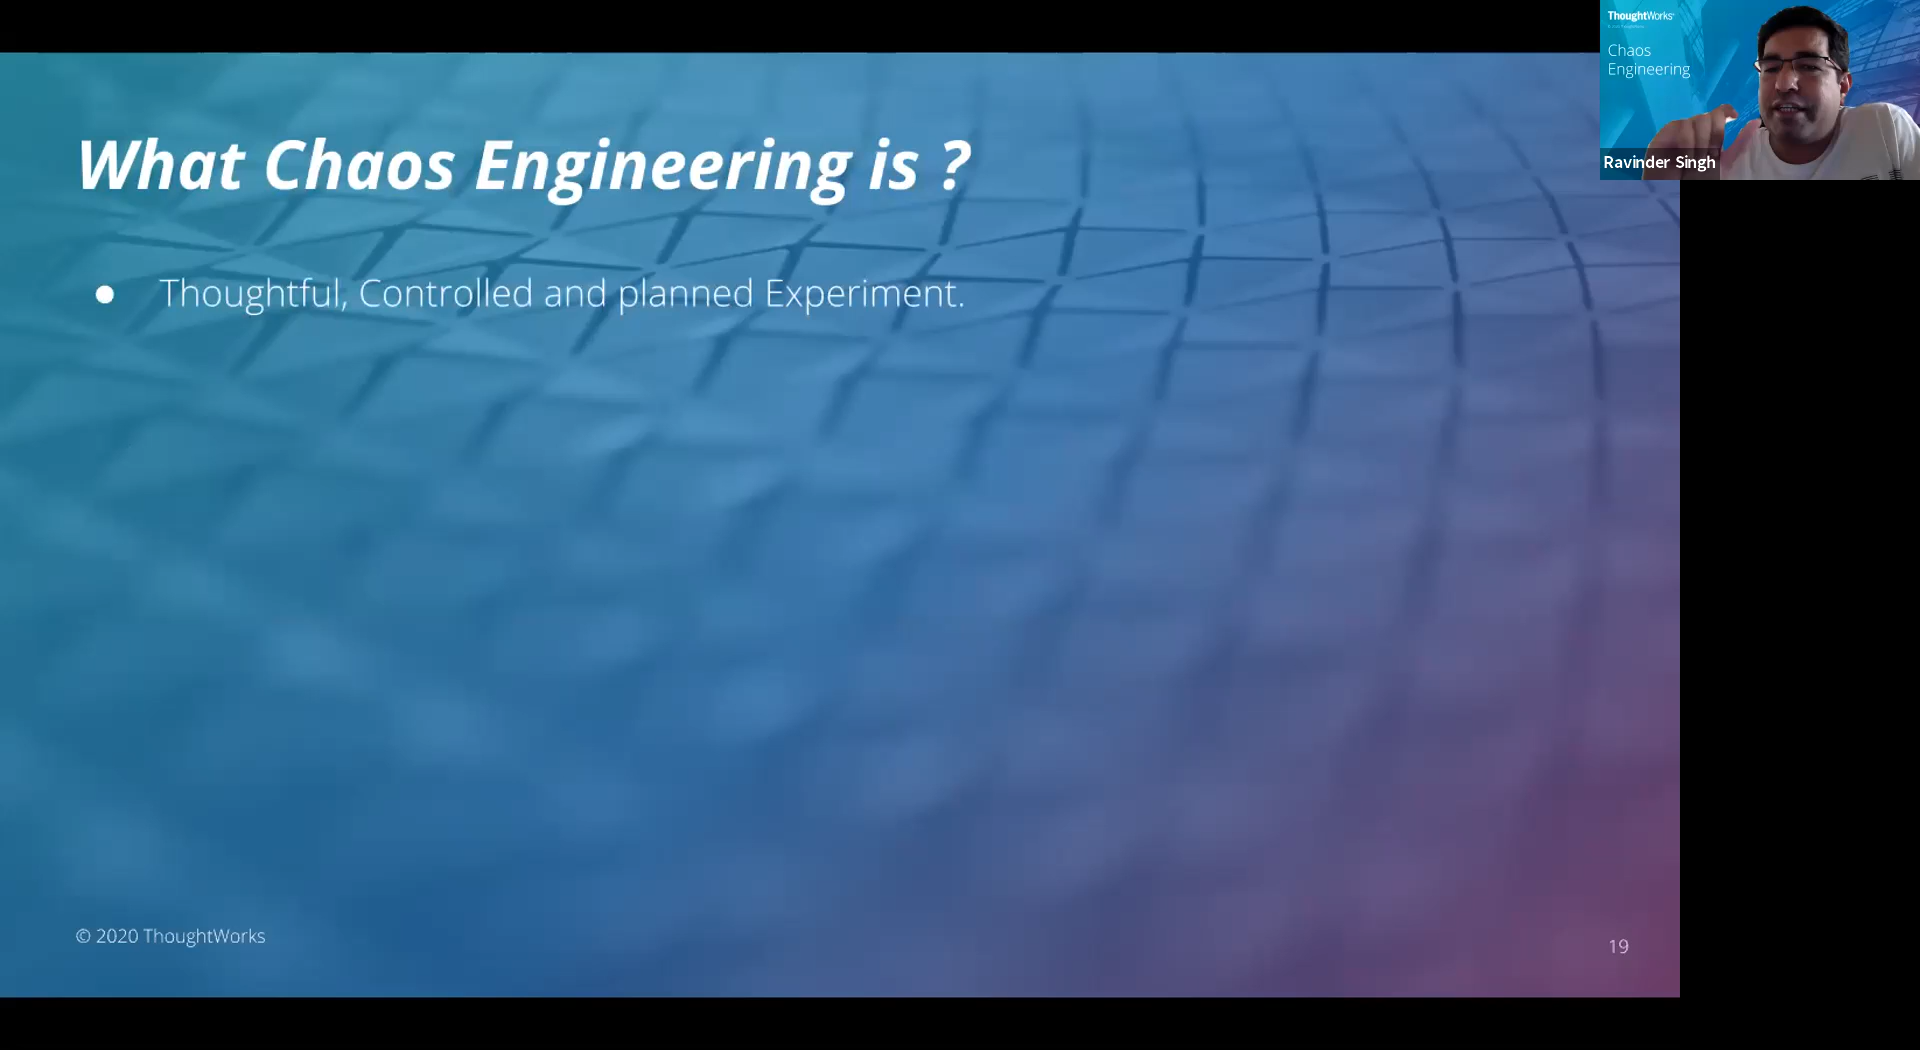 What Chaos Engineering is ?
● Thoughtful, Controlled and planned Experiment.
© 2020 ThoughtWorks
19
ThoughtWorks
Chaos
Engineering
Ravinder Singh